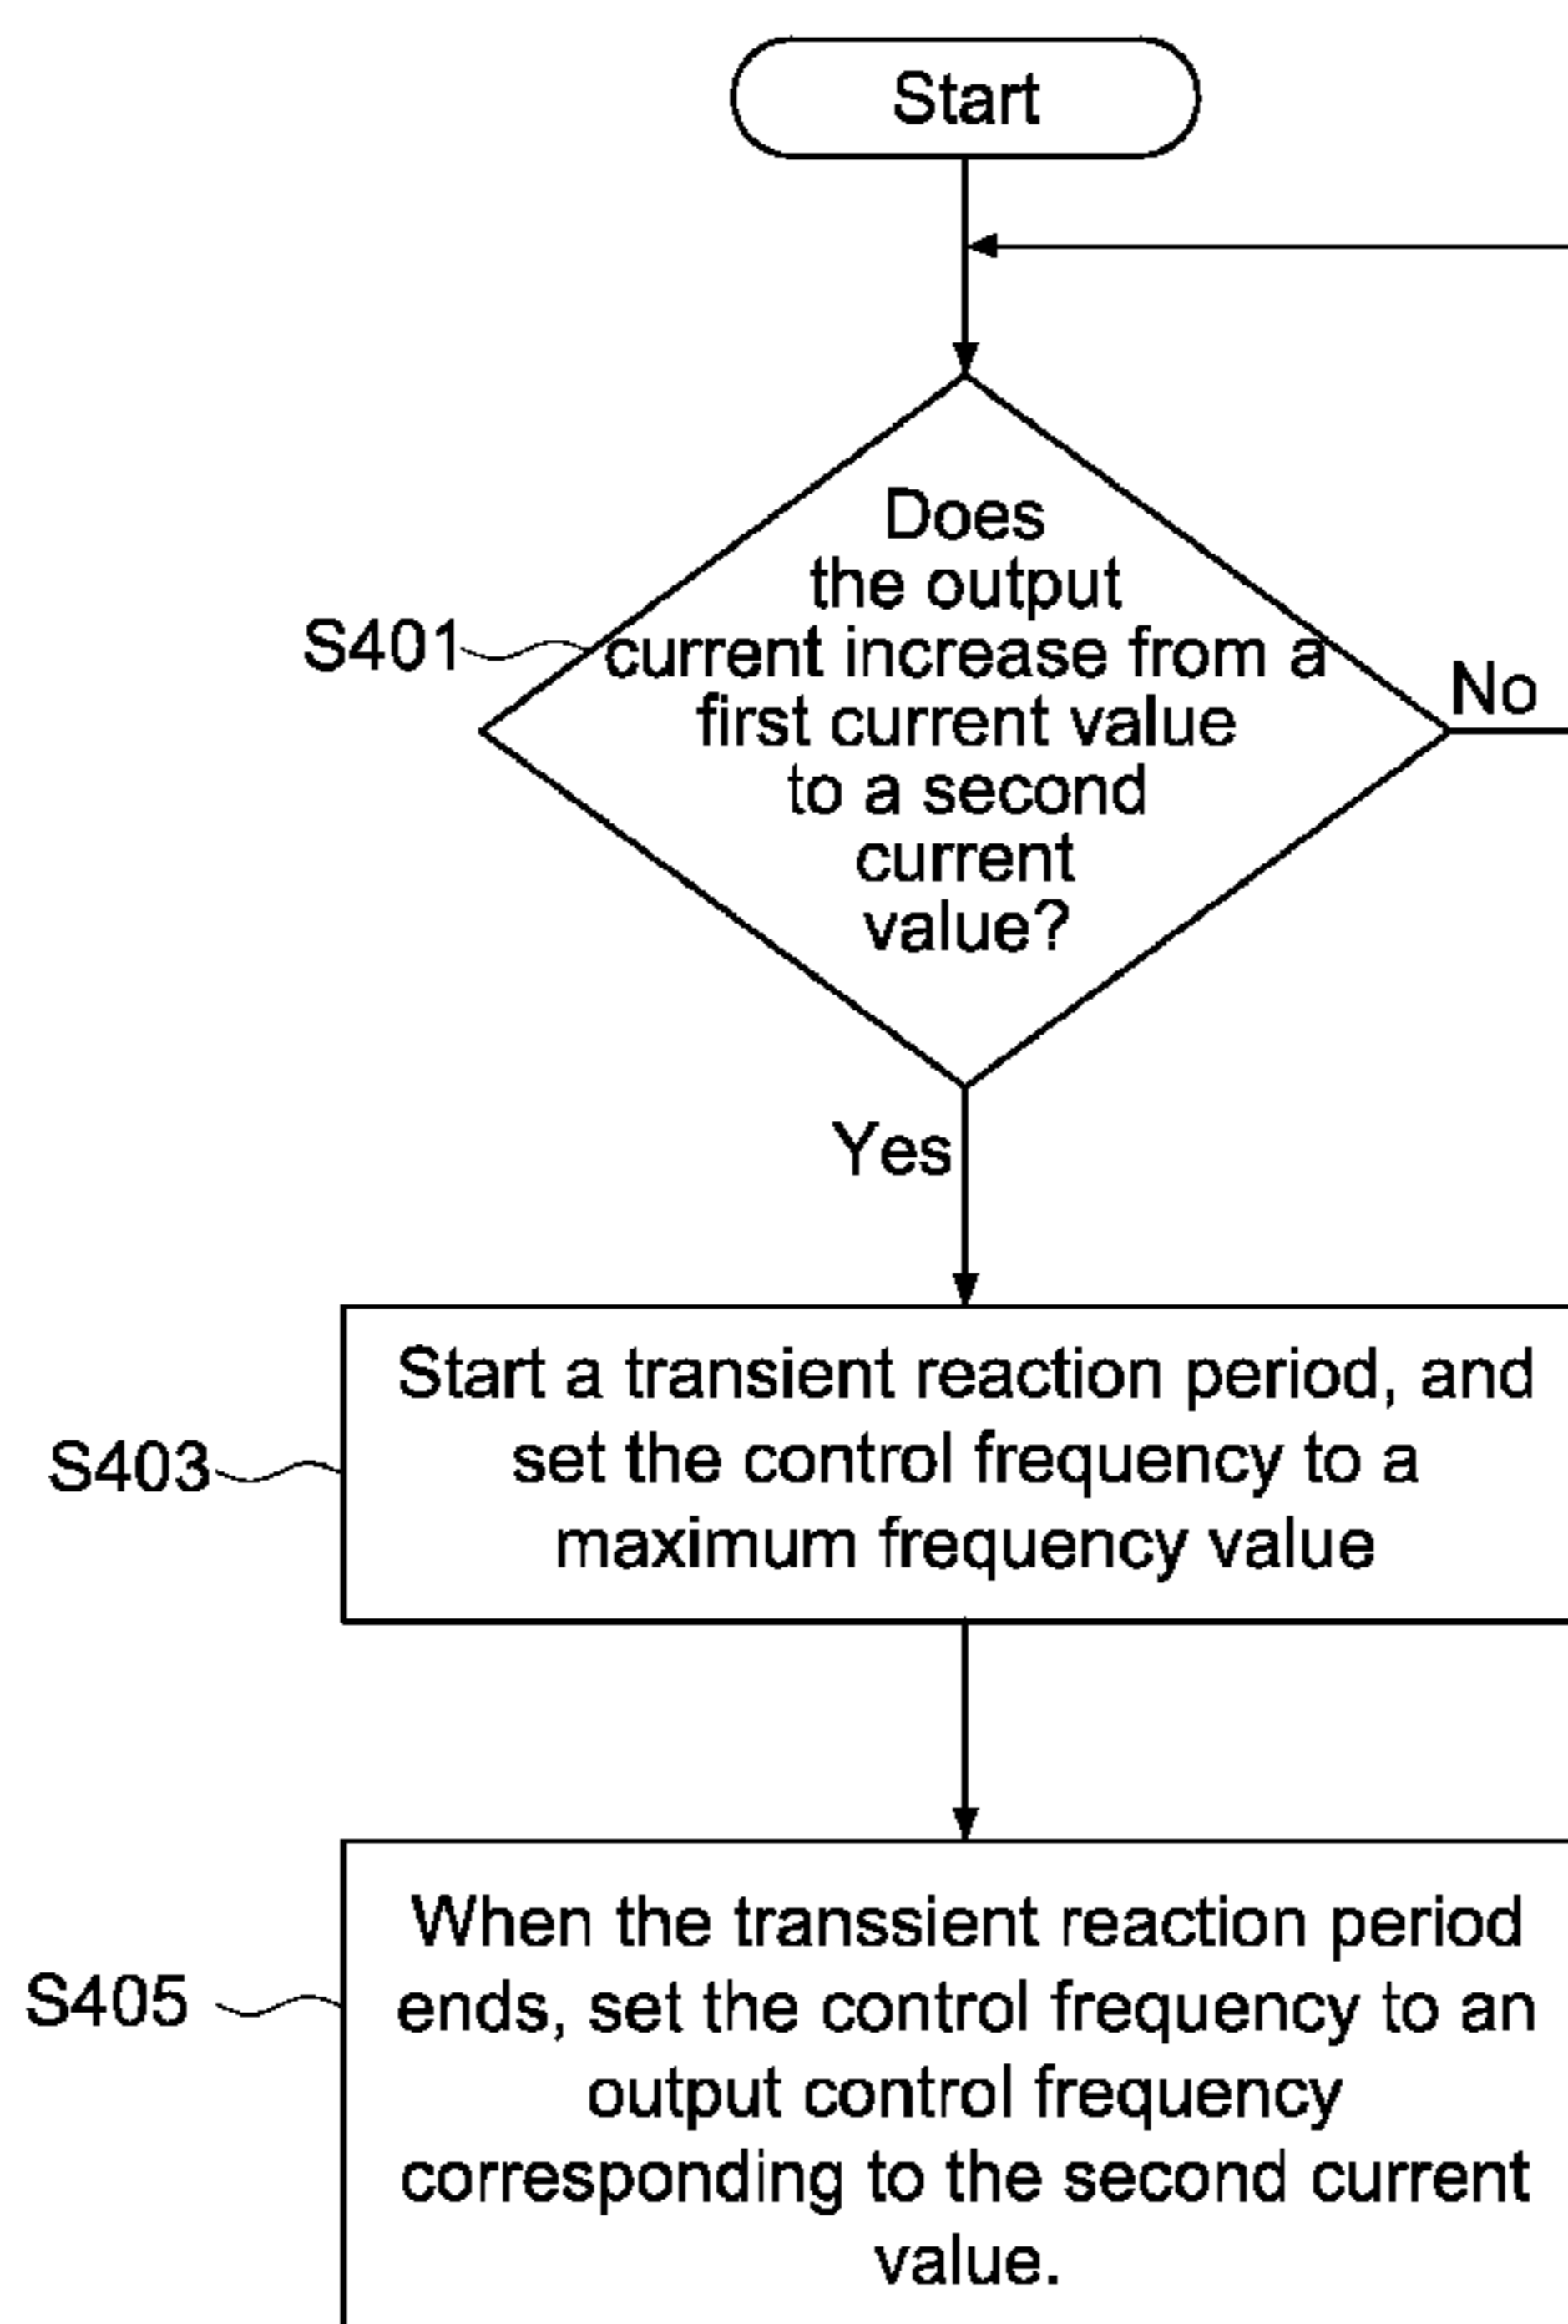 Start
Does
the output
S401
current increase from a
first current value
to a second
current
value?
No
Yes
Start a transient reaction period, and
S403
set the control frequency to a
maximum frequency value
When the transsient reaction period
S405
ends, set the control frequency to an
output control frequency
corresponding to the second current
value.